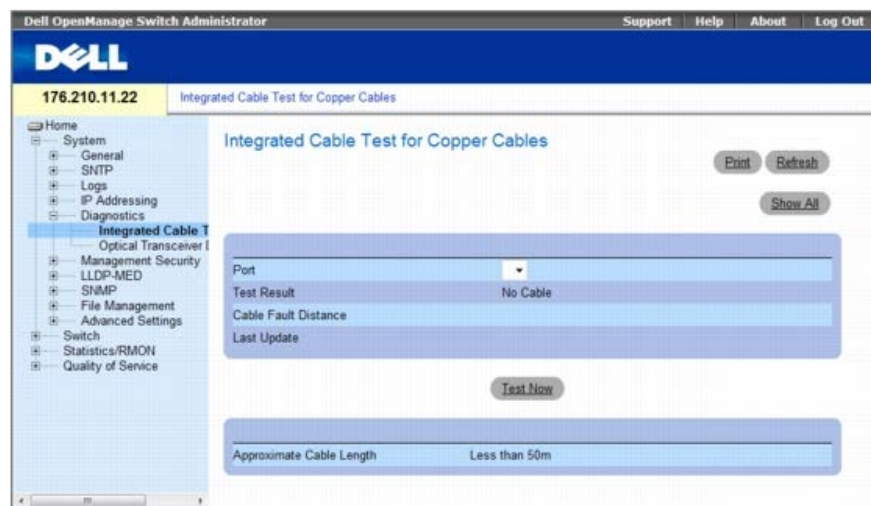 Dell OpenManage Switch Administrator
Support Help About Log Out
DELL
176.210.11.22
Integrated Cable Test for Copper Cables
Home
System
General
SNTP
Logs
IP Addressing
Diagnostics
Integrated Cable T
Optical Transceiver
Management Security
LLDP-MED
SNMP
File Management
Advanced Settings
Switch
Statistics/RMON
Quality of Service
Integrated Cable Test for Copper Cables
Print Refresh
Show All
Port
Test Result No Cable
Cable Fault Distance
Last Update
Test Now
Approximate Cable Length Less than 50m